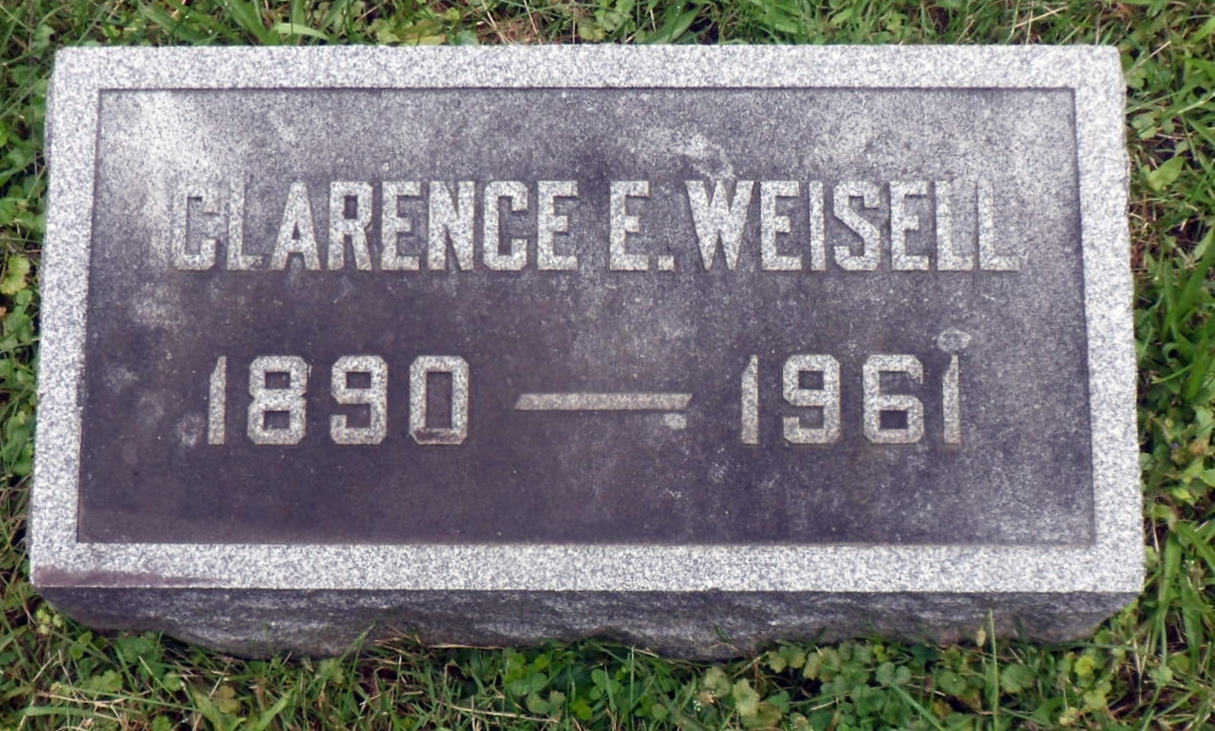 CLARENCE E. WEISELL
1890 — 1961